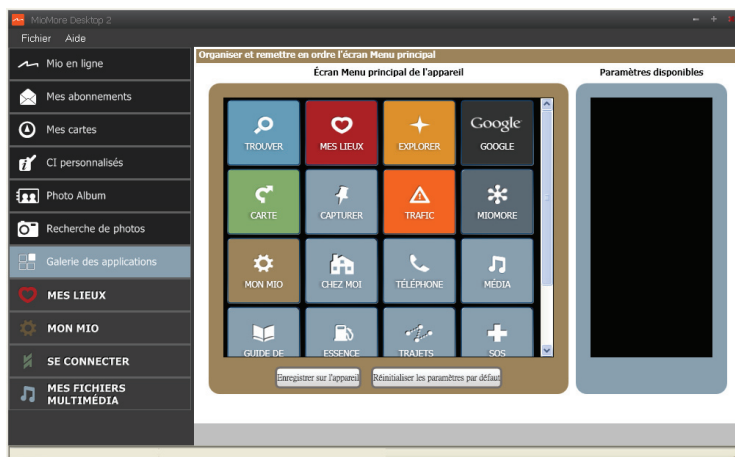 MioMore Desktop 2
Fichier Aide
Mio en ligne
Mes abonnements
Mes cartes
CI personnalisés
Photo Album
Recherche de photos
Galerie des applications
MES LIEUX
MON MIO
SE CONNECTER
MES FICHIERS
MULTIMÉDIA
Organiser et remettre en ordre l'écran Menu principal
Écran Menu principal de l'appareil
Paramètres disponibles
TROUVER MES LIEUX EXPLORER Google GOOGLE
CARTE CAPTURER TRAFIC MIOMORE
MON MIO CHEZ MOI TÉLÉPHONE MÉDIA
GUIDE DE ESSENCE TRAJETS SOS
Enregistrer sur l'appareil Réinitialiser les paramètres par défaut